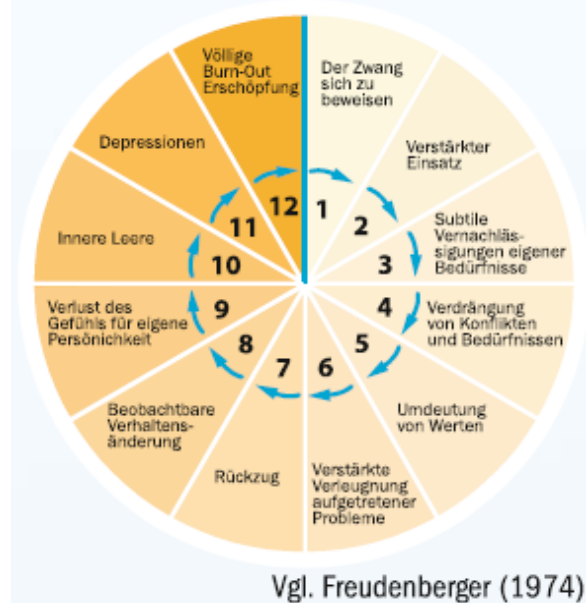 Der Zwang
sich zu
beweisen
1
Verstärkter
Einsatz
2
Subtile
Vernachläs-
sigungen eigener
Bedürfnisse
3
Verdrängung
von Konflikten
und Bedürfnissen
4
Umdeutung
von Werten
5
Verstärkte
Verleugnung
aufgetretener
Probleme
6
Rückzug
7
Beobachtbare
Verhaltens-
änderung
8
Verlust des
Gefühls für eigene
Persönichkeit
9
Innere Leere
10
Depressionen
11
Völlige
Burn-Out
Erschöpfung
12
Vgl. Freudenberger (1974)